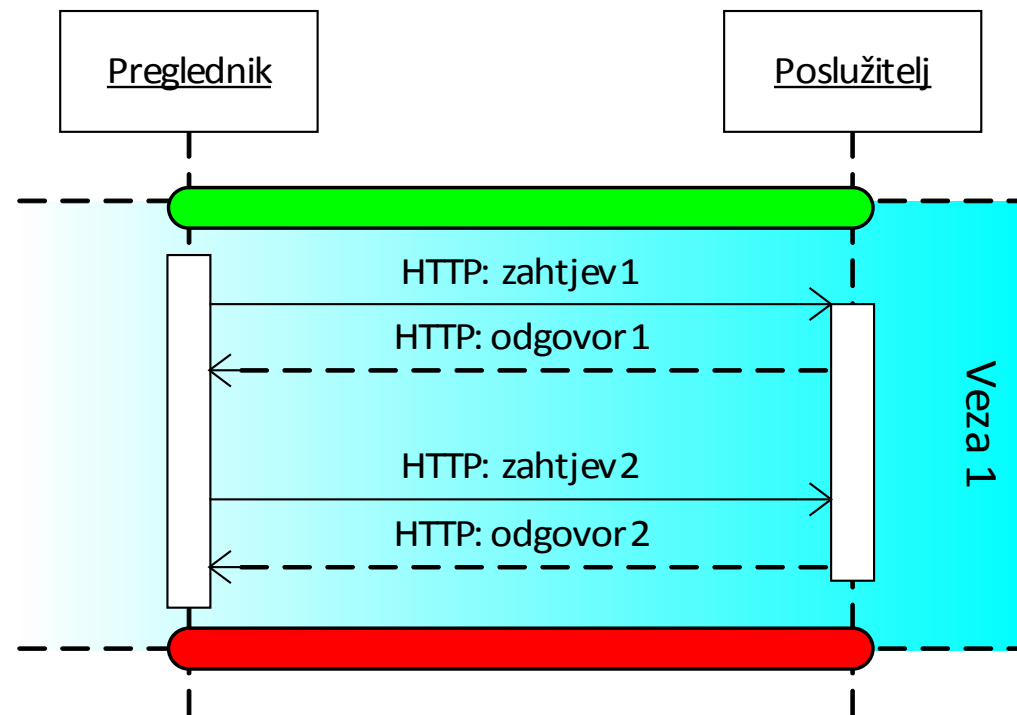 Preglednik
Poslužitelj
HTTP: zahtjev 1
HTTP: odgovor 1
Veza 1
HTTP: zahtjev 2
HTTP: odgovor 2